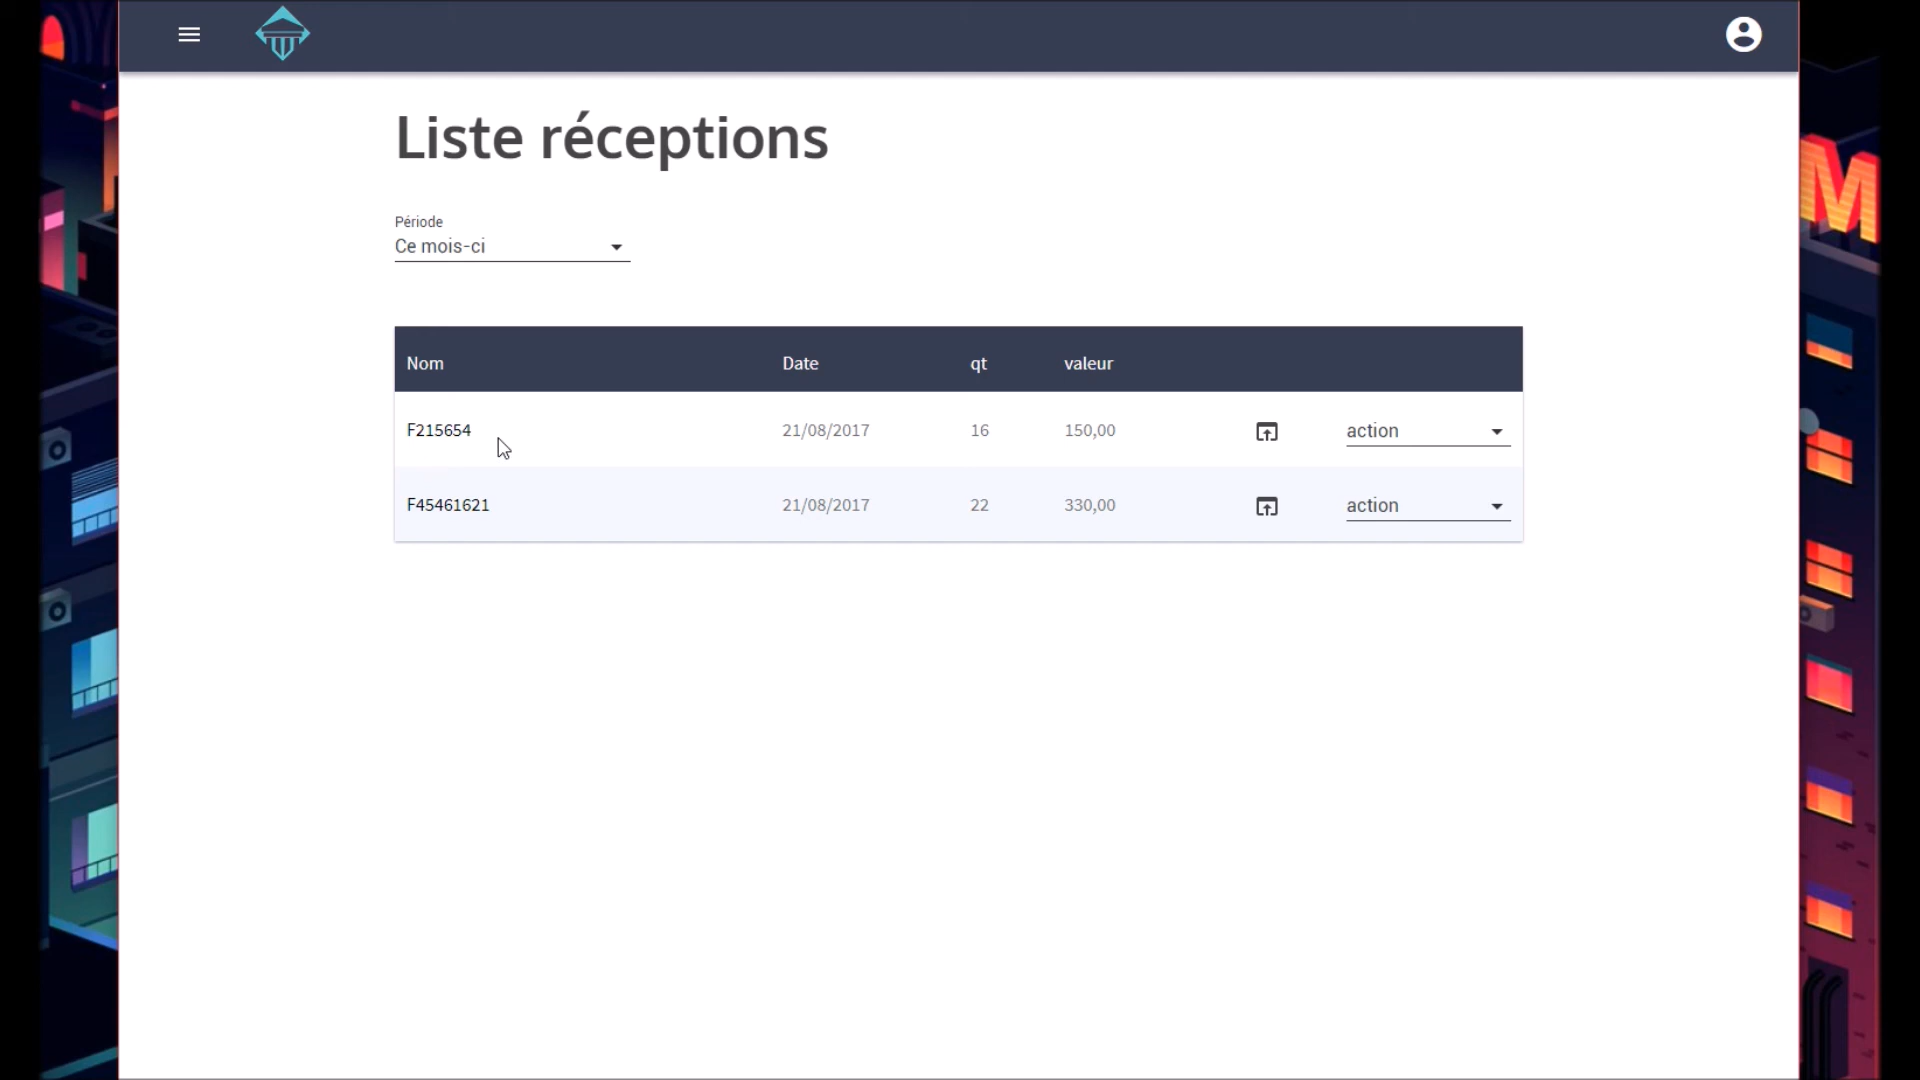 Liste réceptions
Période
Ce mois-ci
Nom Date qt valeur
F215654 21/08/2017 16 150,00 action
F45461621 21/08/2017 22 330,00 action
M